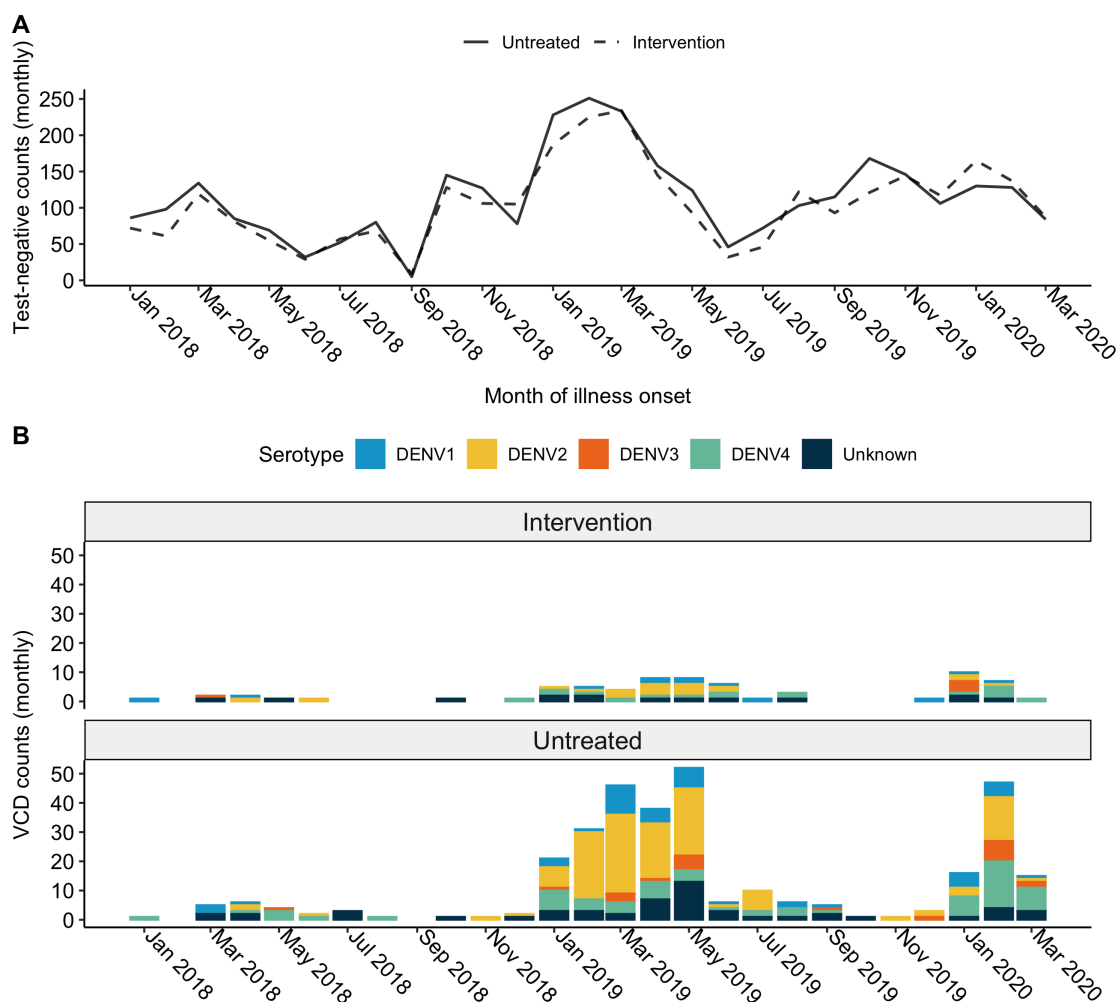 A
Untreated Intervention
Test-negative counts (monthly)
250
200
150
100
50
0
Jan 2018 Mar 2018 May 2018 Jul 2018 Sep 2018 Nov 2018 Jan 2019 Mar 2019 May 2019 Jul 2019 Sep 2019 Nov 2019 Jan 2020 Mar 2020
Month of illness onset
B
Serotype DENV1 DENV2 DENV3 DENV4 Unknown
Intervention
VCD counts (monthly)
50
40
30
20
10
0
Untreated
50
40
30
20
10
0
Jan 2018 Mar 2018 May 2018 Jul 2018 Sep 2018 Nov 2018 Jan 2019 Mar 2019 May 2019 Jul 2019 Sep 2019 Nov 2019 Jan 2020 Mar 2020